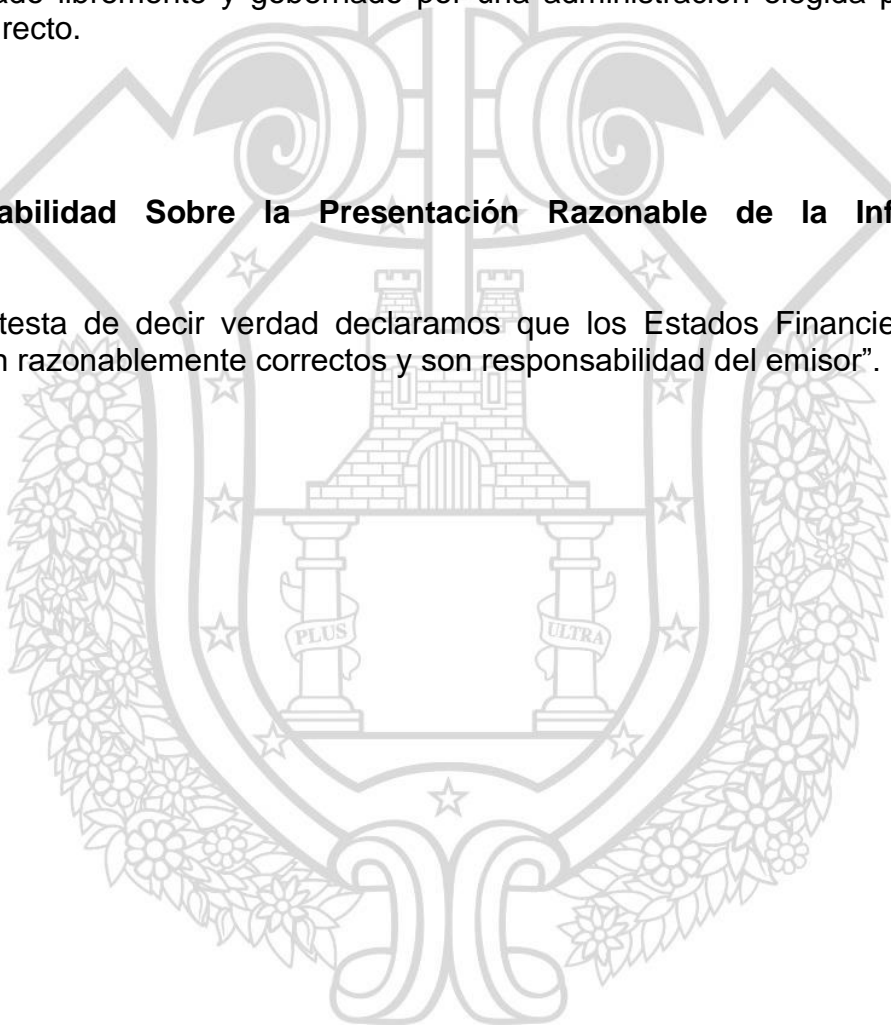 ado libremente y gobernado por una administración elegida p
recto.
abilidad Sobre la Presentación Razonable de la Inf
testa de decir verdad declaramos que los Estados Financie
n razonablemente correctos y son responsabilidad del emisor”.
PLUS
ULTRA